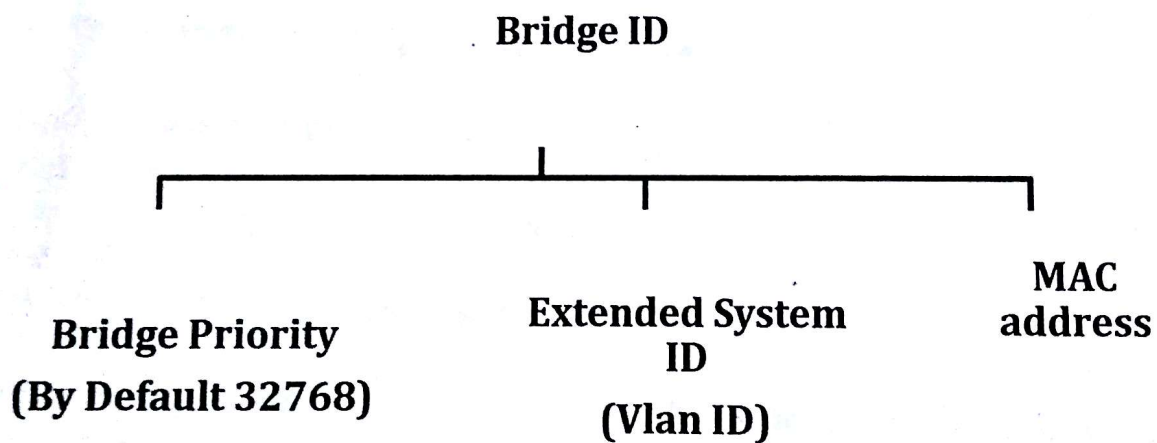 Bridge ID
Bridge Priority
(By Default 32768)
Extended System
ID
(Vlan ID)
MAC
address